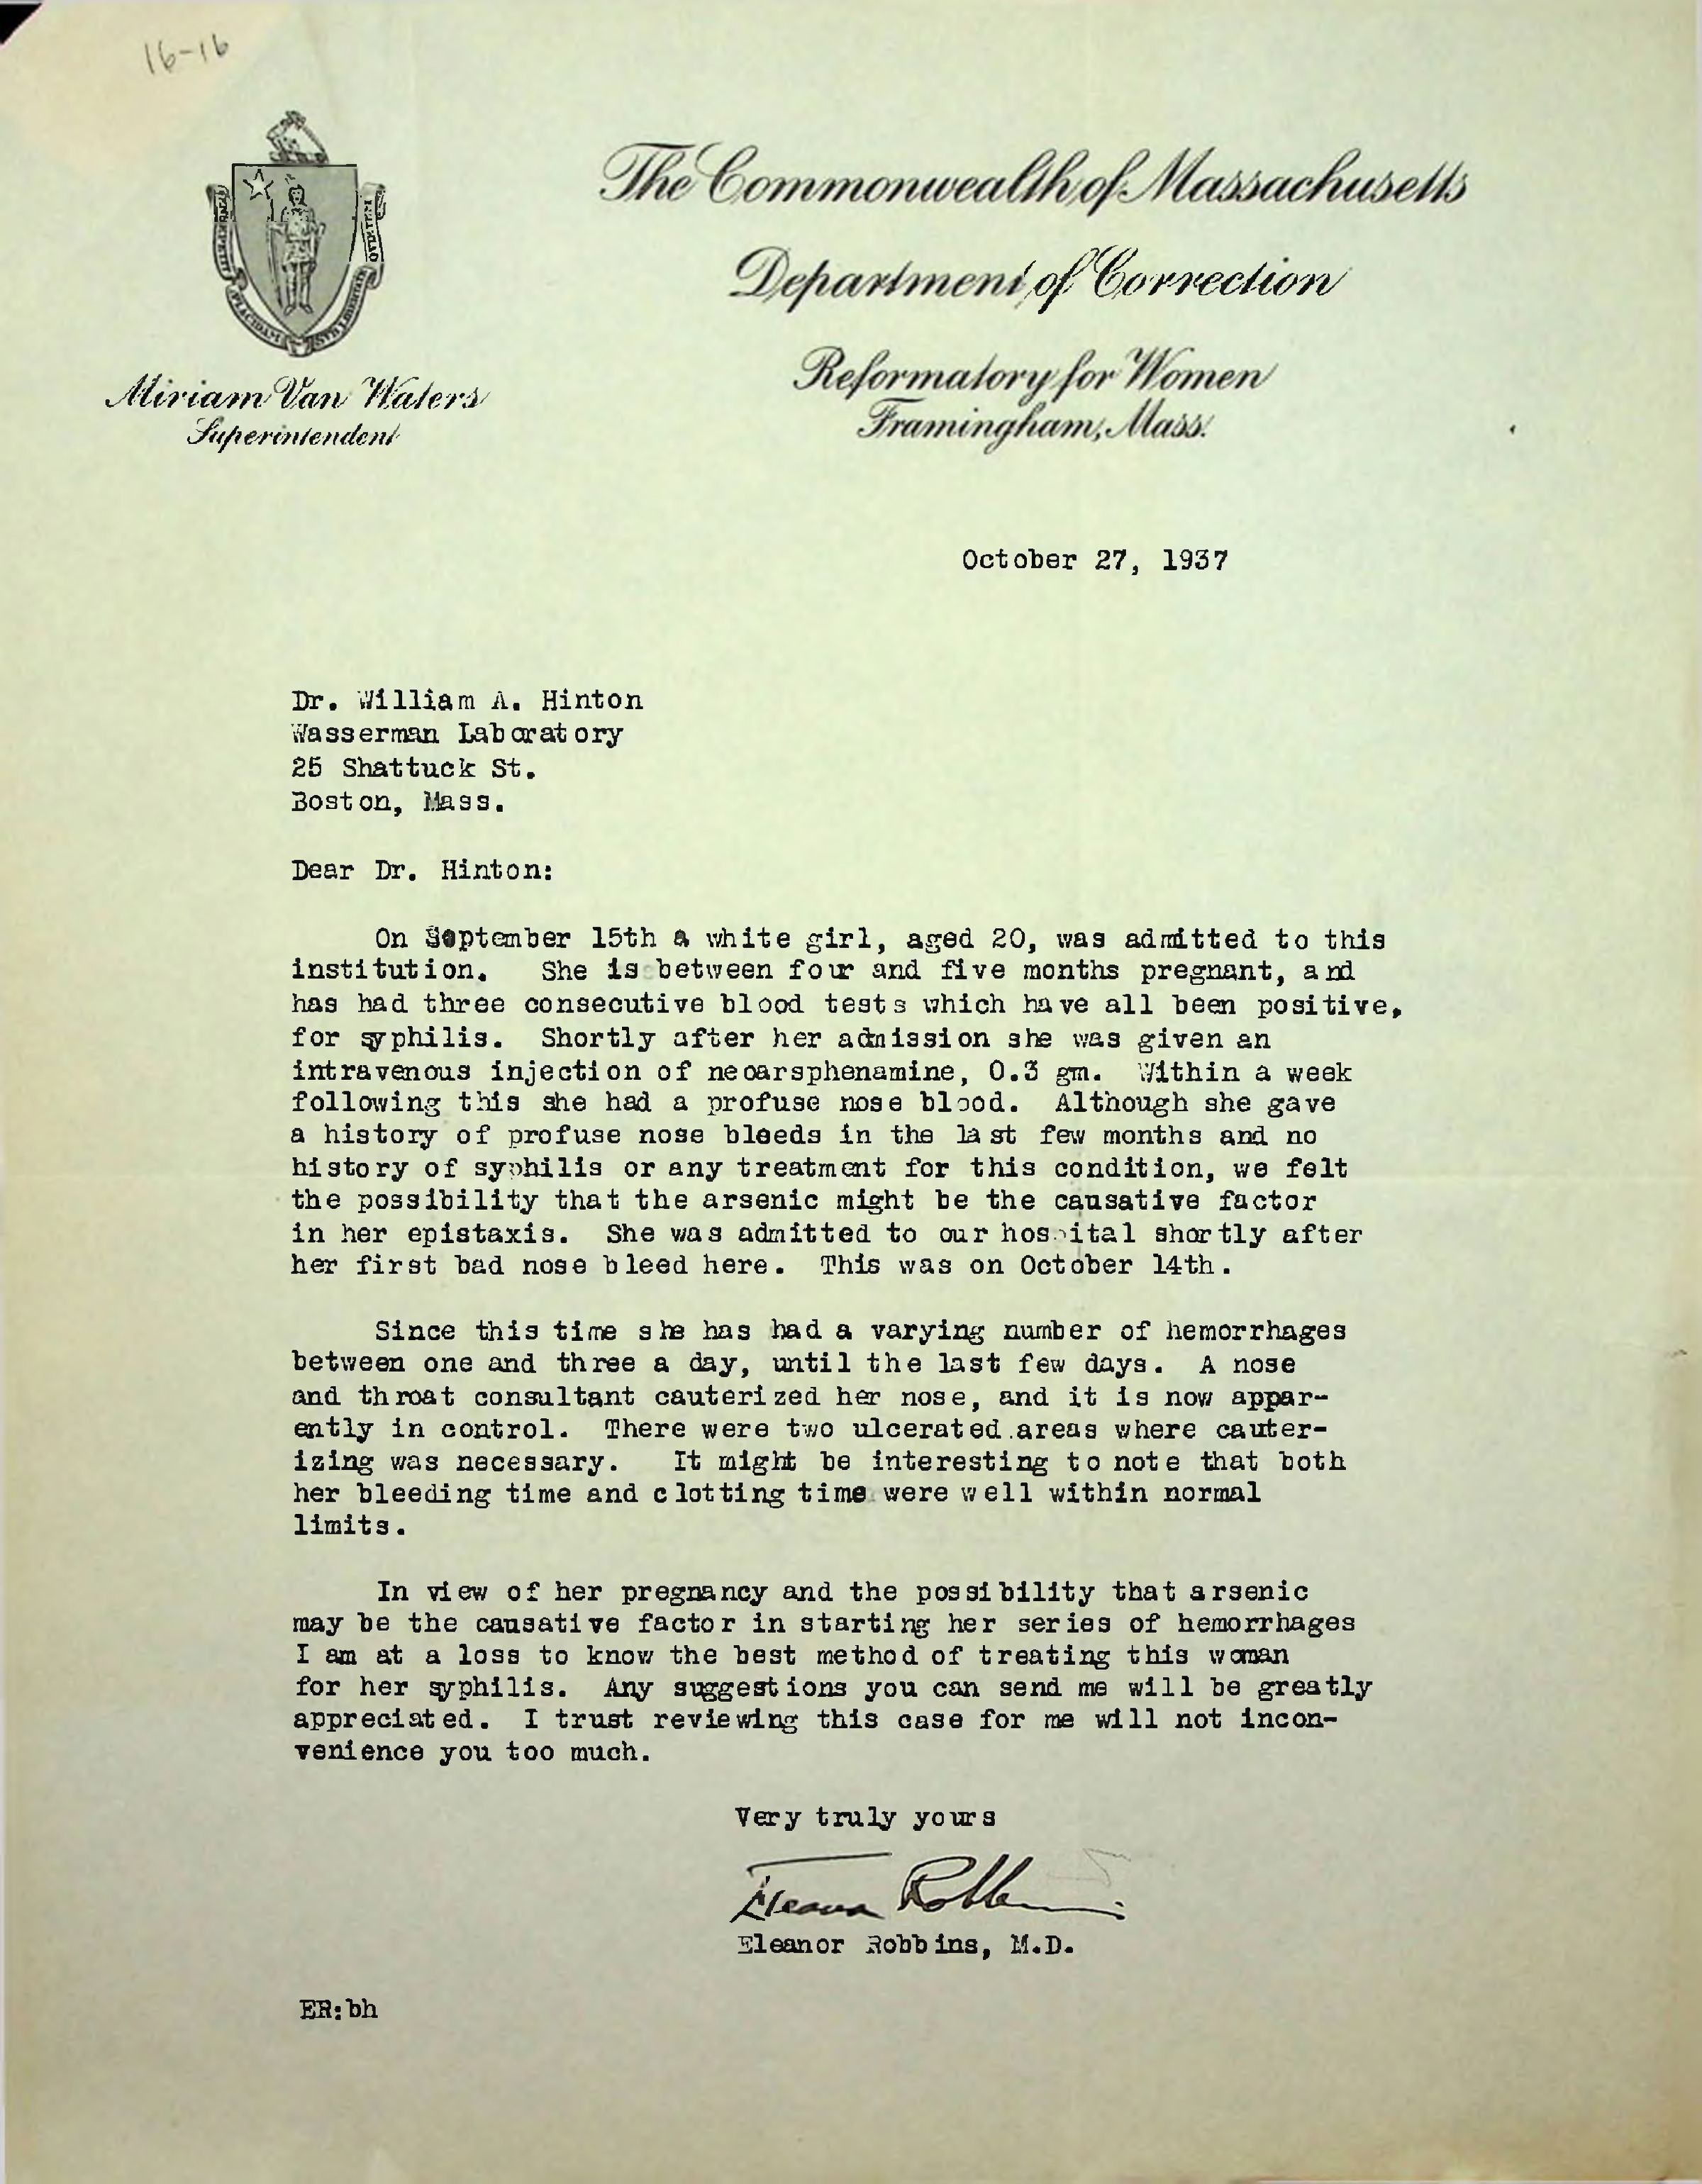 16-16
The Commonwealth of Massachusetts
Department of Correction
Reformatory for Women
Framingham, Mass.
Miriam Van Waters
Superintendent
October 27, 1937
Dr. William A. Hinton
Wasserman Laboratory
25 Shattuck St.
Boston, Mass.
Dear Dr. Hinton:
On September 15th a white girl, aged 20, was admitted to this
institution. She is between four and five months pregnant, and
has had three consecutive blood tests which have all been positive,
for syphilis. Shortly after her admission she was given an
intravenous injection of neoarsphenamine, 0.3 gm. Within a week
following this she had a profuse nose blood. Although she gave
a history of profuse nose bleeds in the last few months and no
history of syphilis or any treatment for this condition, we felt
the possibility that the arsenic might be the causative factor
in her epistaxis. She was admitted to our hospital shortly after
her first bad nose bleed here. This was on October 14th.
Since this time she has had a varying number of hemorrhages
between one and three a day, until the last few days. A nose
and throat consultant cauterized her nose, and it is now appar-
ently in control. There were two ulcerated areas where cauter-
izing was necessary. It might be interesting to note that both
her bleeding time and clotting time were well within normal
limits.
In view of her pregnancy and the possibility that arsenic
may be the causative factor in starting her series of hemorrhages
I am at a loss to know the best method of treating this woman
for her syphilis. Any suggestions you can send me will be greatly
appreciated. I trust reviewing this case for me will not incon-
venience you too much.
Very truly yours
Eleanor Robbins
Eleanor Robbins, M.D.
ER:bh